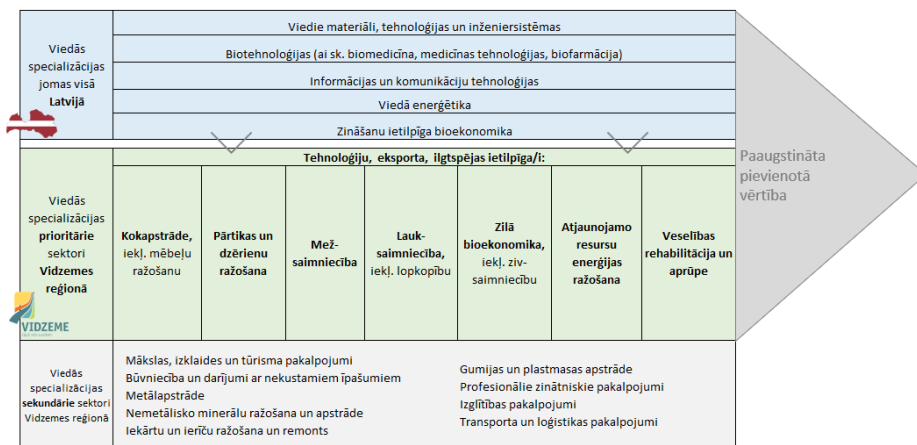 Viedās
specializācijas
jomas visā
Latvijā
Viedie materiāli, tehnoloģijas un inženiersistēmas
Biotehnoloģijas (ai sk. biomedicīna, medicīnas tehnoloģijas, biofarmācija)
Informācijas un komunikāciju tehnoloģijas
Viedā enerģētika
Zināšanu ietilpīga bioekonomika
Viedās
specializācijas
prioritārie
sektori
Vidzemes
reģionā
VIDZEME
Tehnoloģiju, eksporta, ilgtspējas ietilpīga/i:
Kokapstrāde,
iekļ. mēbeļu
ražošanu
Pārtikas un
dzērienu
ražošana
Mež-
saimniecība
Lauk-
saimniecība,
iekļ. lopkopību
Zilā
bioekonomika,
iekļ. ziv-
saimniecību
Atjaunojamo
resursu
enerģijas
ražošana
Veselības
rehabilitācija un
aprūpe
Paaugstināta
pievienotā
vērtība
Viedās
specializācijas
sekundārie sektori
Vidzemes reģionā
Mākslas, izklaides un tūrisma pakalpojumi
Būvniecība un darījumi ar nekustamiem īpašumiem
Metālapstrāde
Nemetālisko minerālu ražošana un apstrāde
Iekārtu un ierīču ražošana un remonts
Gumijas un plastmasas apstrāde
Profesionālie zinātniskie pakalpojumi
Izglītības pakalpojumi
Transporta un loģistikas pakalpojumi